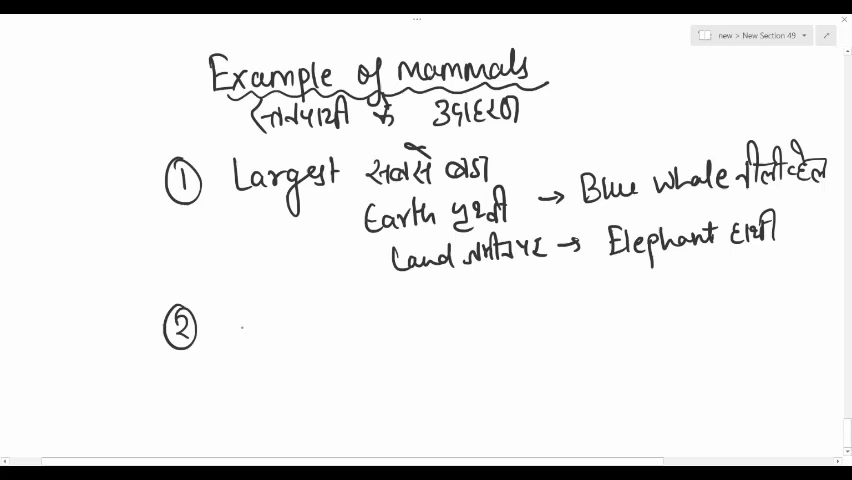 new > New Section 49
Example of mammals
स्तनधारी के उदाहरण
① Largest सबसे बडा
Earth पृथ्वी → Blue Whale नीली व्हेल
Land जमीन पर → Elephant हाथी
②